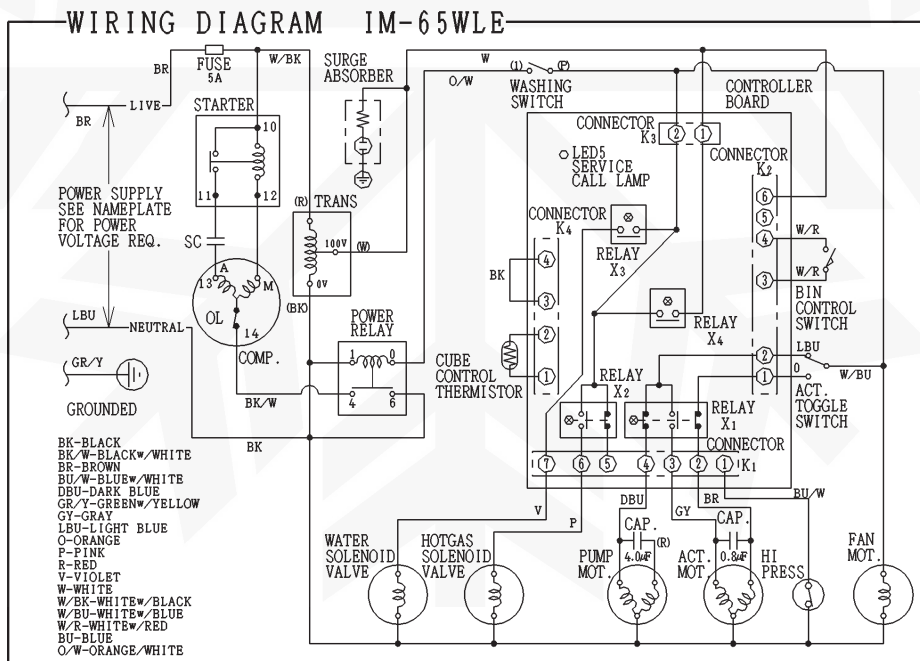 WIRING DIAGRAM IM-65WLE
BR
FUSE
5A
W/BK
SURGE
ABSORBER
W
O/W
(1) (P)
WASHING
SWITCH
CONTROLLER
BOARD
LIVE
BR
STARTER
10
11 12
CONNECTOR
K3 2 1
LED5
SERVICE
CALL LAMP
CONNECTOR
K2
6
5
4
3
2
1
W/R
W/R
BIN
CONTROL
SWITCH
POWER SUPPLY
SEE NAMEPLATE
FOR POWER
VOLTAGE REQ.
SC
(R) TRANS
100V (W)
0V
(BK)
CONNECTOR
K4
4
3
2
1
BK
RELAY
X3
RELAY
X4
A
13 M
OL
14
COMP.
LBU
NEUTRAL
GR/Y
GROUNDED
POWER
RELAY
1 0
4 6
BK/W
BK
CUBE
CONTROL
THERMISTOR
LBU
0
W/BU
ACT.
TOGGLE
SWITCH
RELAY
X2
RELAY
X1
CONNECTOR
K1
7 6 5 4 3 2 1
BK-BLACK
BK/W-BLACKw/WHITE
BR-BROWN
BU/W-BLUEw/WHITE
DBU-DARK BLUE
GR/Y-GREENw/YELLOW
GY-GRAY
LBU-LIGHT BLUE
O-ORANGE
P-PINK
R-RED
V-VIOLET
W-WHITE
W/BK-WHITEw/BLACK
W/BU-WHITEw/BLUE
W/R-WHITEw/RED
BU-BLUE
O/W-ORANGE/WHITE
V
P
DBU
GY
BR
BU/W
WATER
SOLENOID
VALVE
HOTGAS
SOLENOID
VALVE
CAP.
4.0μF
(R)
PUMP
MOT.
CAP.
0.8μF
ACT.
MOT.
HI
PRESS
FAN
MOT.